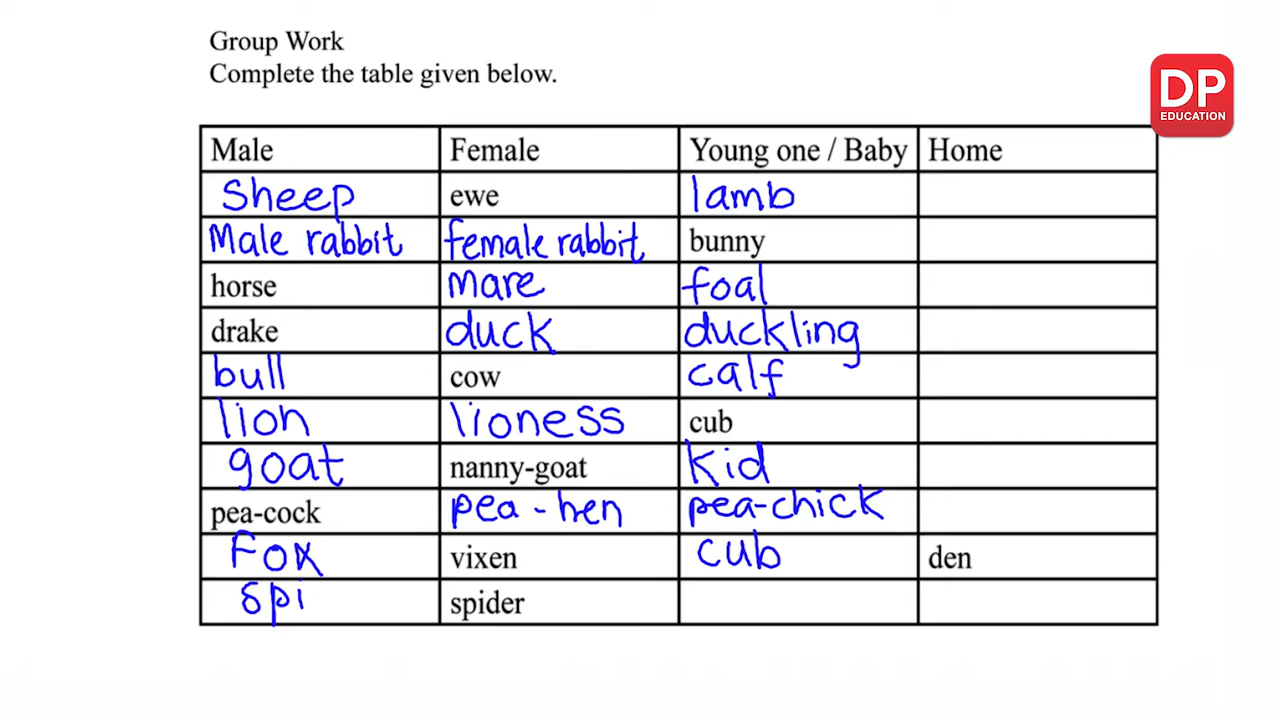 Group Work
Complete the table given below.
DP
EDUCATION
Male Female Young one / Baby Home
Sheep ewe lamb
Male rabbit female rabbit bunny
horse mare foal
drake duck duckling
bull cow calf
lion lioness cub
goat nanny-goat kid
pea-cock pea-hen pea-chick
Fox vixen cub den
spi spider